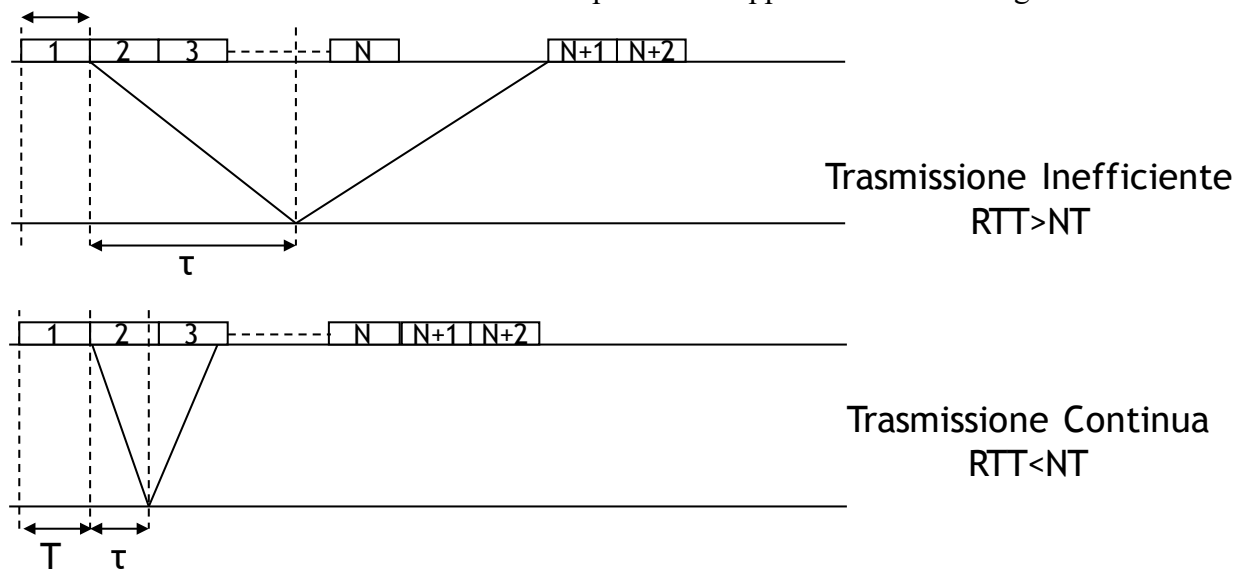 1 2 3 N N+1 N+2
Trasmissione Inefficiente
RTT>NT
τ
1 2 3 N N+1 N+2
Trasmissione Continua
RTT<NT
T τ